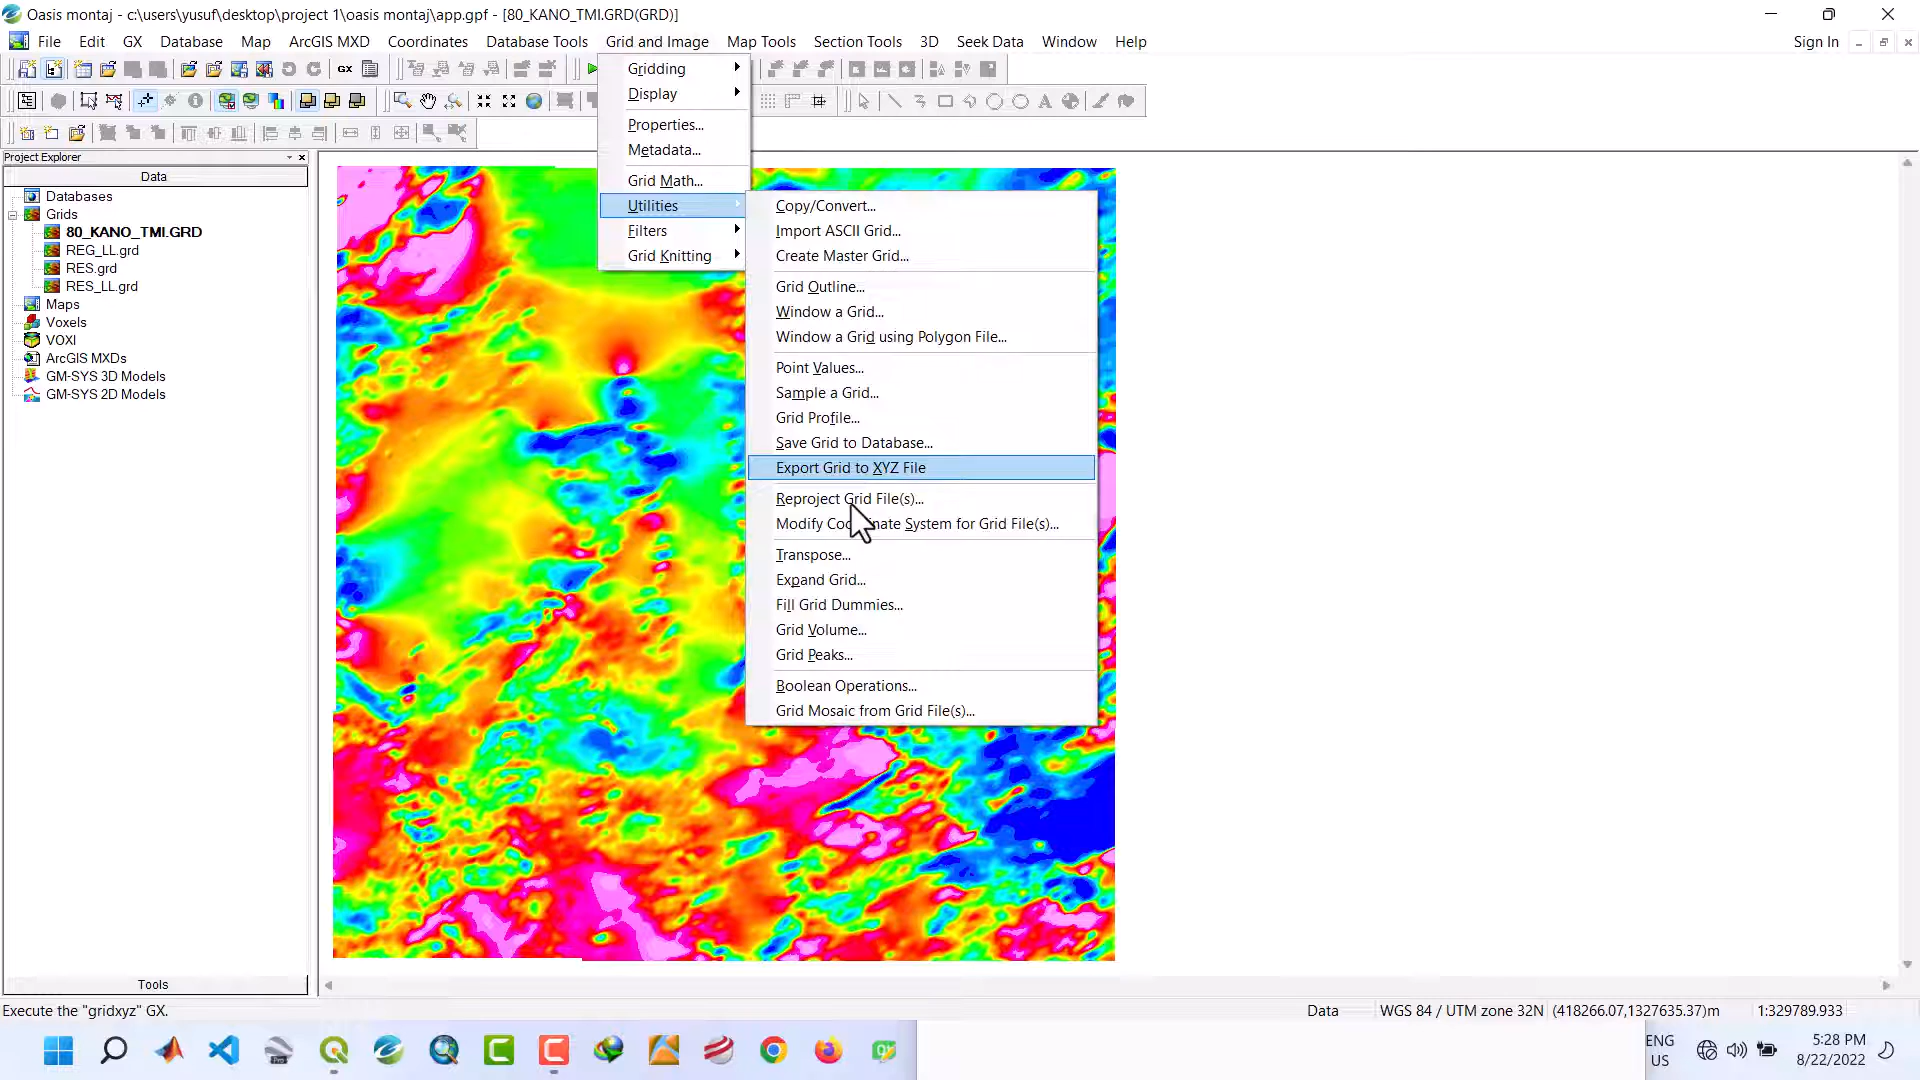 Oasis montaj - c:\users\yusuf\desktop\project 1\oasis montaj\app.gpf - [80_KANO_TMI.GRD(GRD)]
File Edit GX Database Map ArcGIS MXD Coordinates Database Tools Grid and Image Map Tools Section Tools 3D Seek Data Window Help Sign In
GX
Project Explorer
Data
Databases
Grids
80_KANO_TMI.GRD
REG_LL.grd
RES.grd
RES_LL.grd
Maps
Voxels
VOXI
ArcGIS MXDs
GM-SYS 3D Models
GM-SYS 2D Models
Tools
Gridding
Display
Properties...
Metadata...
Grid Math...
Utilities
Filters
Grid Knitting
Copy/Convert...
Import ASCII Grid...
Create Master Grid...
Grid Outline...
Window a Grid...
Window a Grid using Polygon File...
Point Values...
Sample a Grid...
Grid Profile...
Save Grid to Database...
Export Grid to XYZ File
Reproject Grid File(s)...
Modify Coordinate System for Grid File(s)...
Transpose...
Expand Grid...
Fill Grid Dummies...
Grid Volume...
Grid Peaks...
Boolean Operations...
Grid Mosaic from Grid File(s)...
Execute the "gridxyz" GX.
Data WGS 84 / UTM zone 32N (418266.07,1327635.37)m 1:329789.933
ENG
US
5:28 PM
8/22/2022